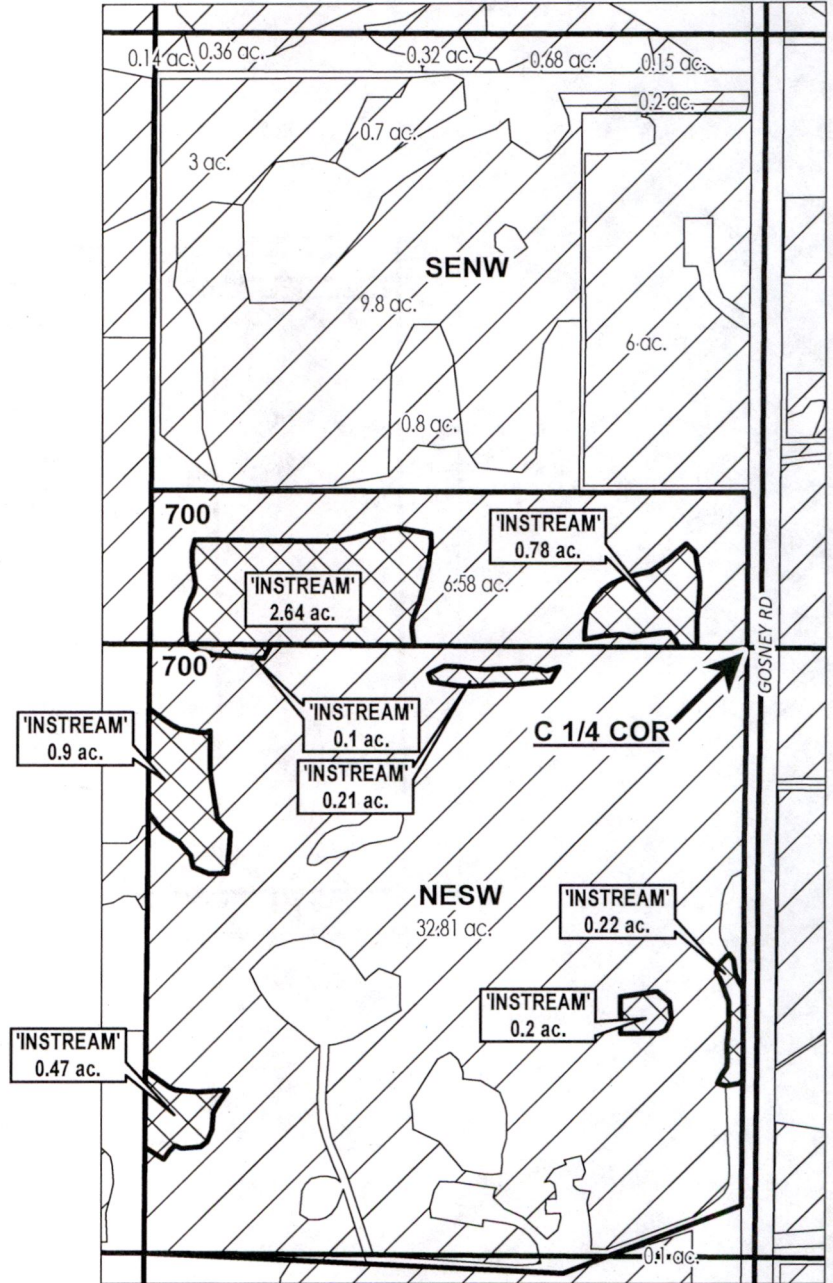 0.14 ac.
0.36 ac.
0.32 ac.
0.68 ac.
0.15 ac.
0.2 ac.
0.7 ac.
3 ac.
SENW
9.8 ac.
6 ac.
0.8 ac.
700
'INSTREAM'
0.78 ac.
'INSTREAM'
2.64 ac.
6.58 ac.
GOSNEY RD
700
'INSTREAM'
0.1 ac.
C 1/4 COR
'INSTREAM'
0.9 ac.
'INSTREAM'
0.21 ac.
NESW
32.81 ac.
'INSTREAM'
0.22 ac.
'INSTREAM'
0.2 ac.
'INSTREAM'
0.47 ac.
0.1 ac.